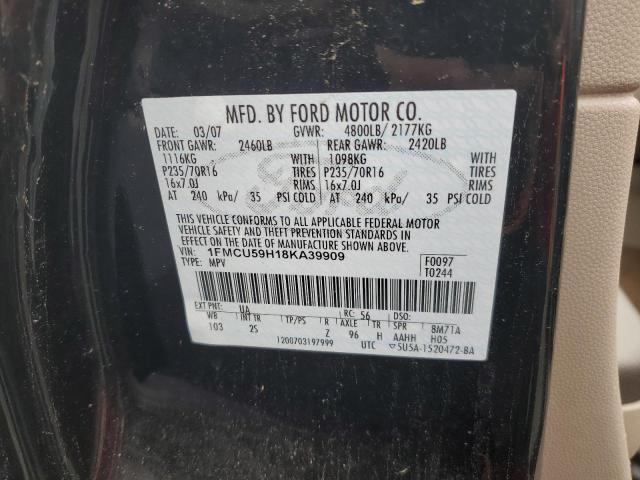 MFD. BY FORD MOTOR CO.
DATE: 03/07 GVWR: 4800LB/ 2177KG
FRONT GAWR: 2460LB REAR GAWR: 2420LB
1116KG WITH 1098KG WITH
P235/70R16 TIRES P235/70R16 TIRES
16x7.0J RIMS 16x7.0J RIMS
AT 240 kPa/ 35 PSI COLD AT 240 kPa/ 35 PSI COLD
THIS VEHICLE CONFORMS TO ALL APPLICABLE FEDERAL MOTOR
VEHICLE SAFETY AND THEFT PREVENTION STANDARDS IN
EFFECT ON THE DATE OF MANUFACTURE SHOWN ABOVE.
VIN: 1FMCU59H18KA39909 F0097
TYPE: MPV T0244
EXT PNT: UA RC: 56 DSO:
WB INT TR TP/PS R AXLE TR SPR 8M71A
103 2S Z 96 H AAHH H05
1200703197999 UTC 5U5A-1520472-BA
Ford